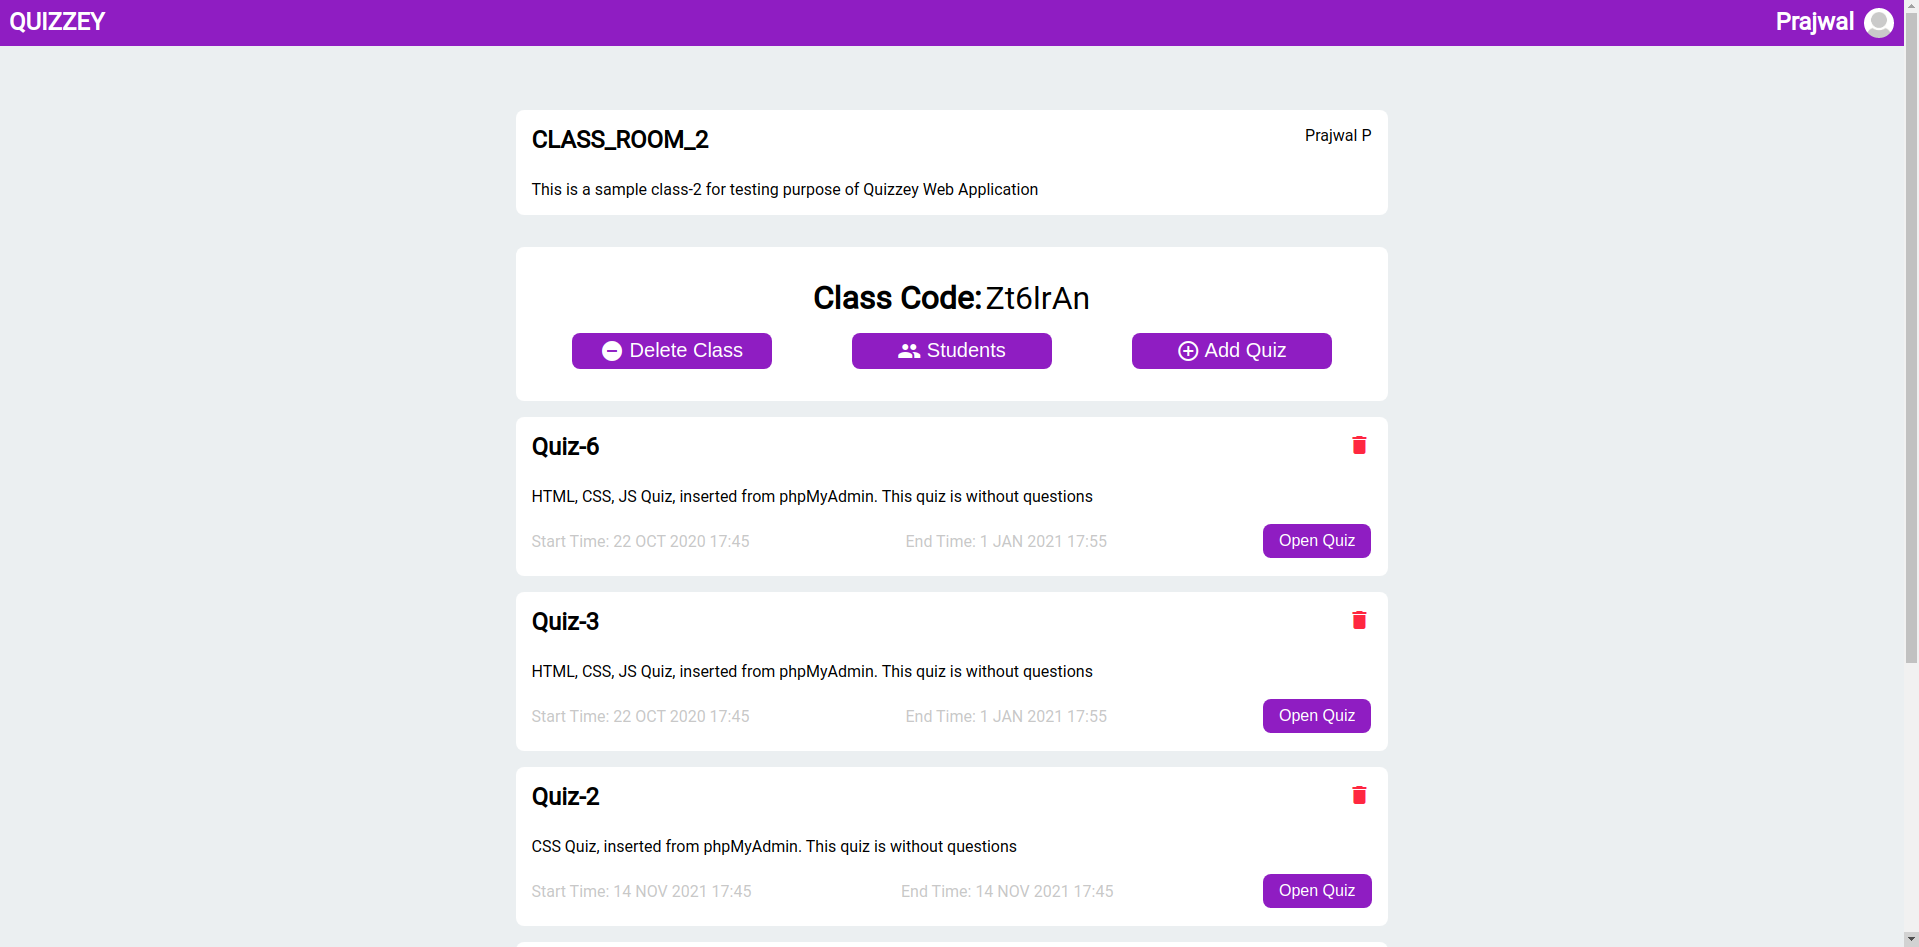 QUIZZEY
Prajwal
CLASS_ROOM_2
Prajwal P
This is a sample class-2 for testing purpose of Quizzey Web Application
Class Code: Zt6IrAn
Delete Class
Students
Add Quiz
Quiz-6
HTML, CSS, JS Quiz, inserted from phpMyAdmin. This quiz is without questions
Start Time: 22 OCT 2020 17:45
End Time: 1 JAN 2021 17:55
Open Quiz
Quiz-3
HTML, CSS, JS Quiz, inserted from phpMyAdmin. This quiz is without questions
Start Time: 22 OCT 2020 17:45
End Time: 1 JAN 2021 17:55
Open Quiz
Quiz-2
CSS Quiz, inserted from phpMyAdmin. This quiz is without questions
Start Time: 14 NOV 2021 17:45
End Time: 14 NOV 2021 17:45
Open Quiz